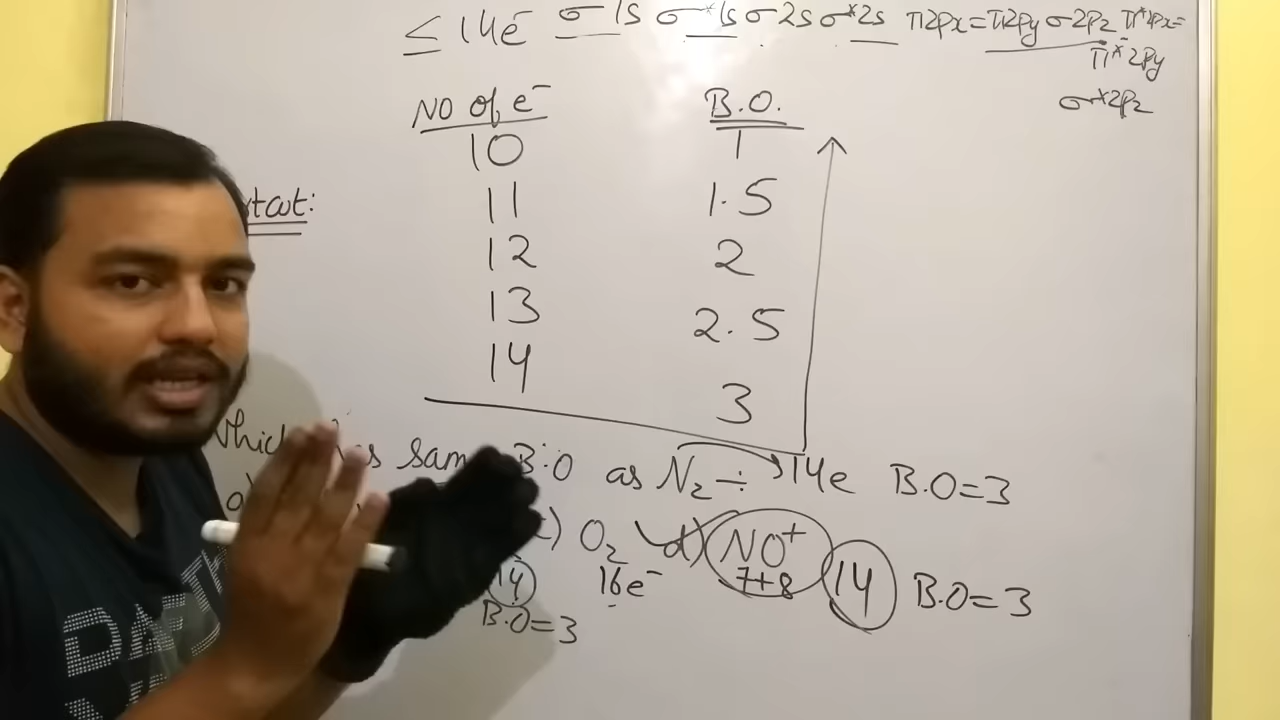 ≤ 14e⁻ σ1s σ*1s σ2s σ*2s π2Px=π2Py σ2Pz π*2Px=
π*2Py
σ*2Pz
NO of e⁻ B.O.
10 1
11 1.5
12 2
13 2.5
14 3
tcut:
same B.O as N₂ ÷ 14e B.O=3
c) O₂ d) NO⁺
14 16e⁻ 7+8 14 B.O=3
B.O=3